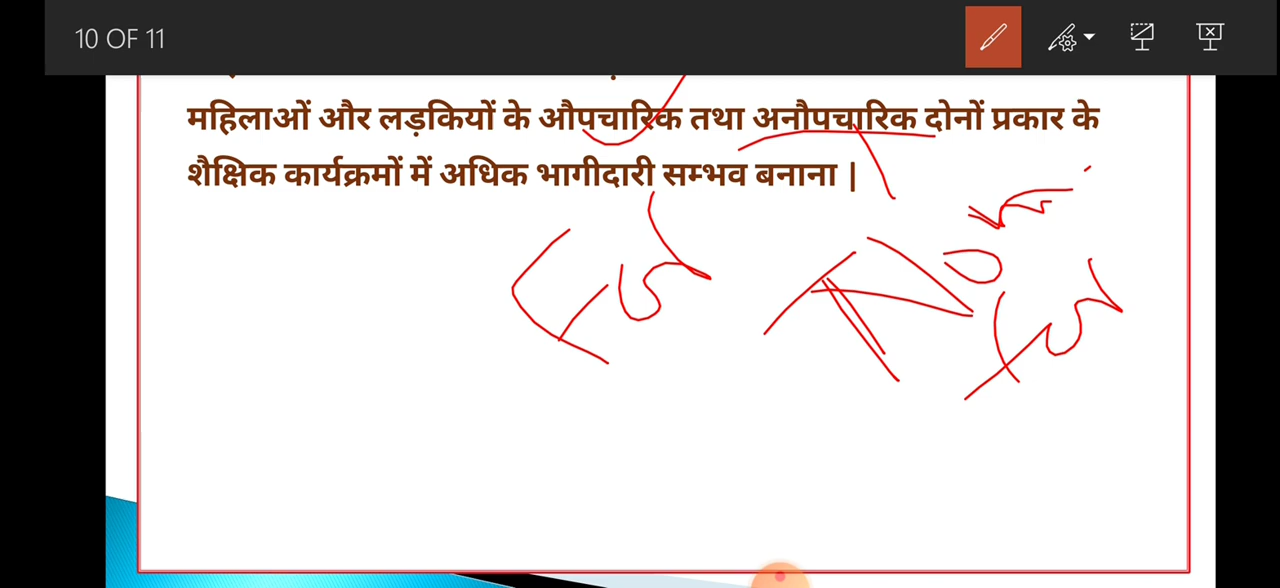 10 OF 11
महिलाओं और लड़कियों के औपचारिक तथा अनौपचारिक दोनों प्रकार के
शैक्षिक कार्यक्रमों में अधिक भागीदारी सम्भव बनाना |